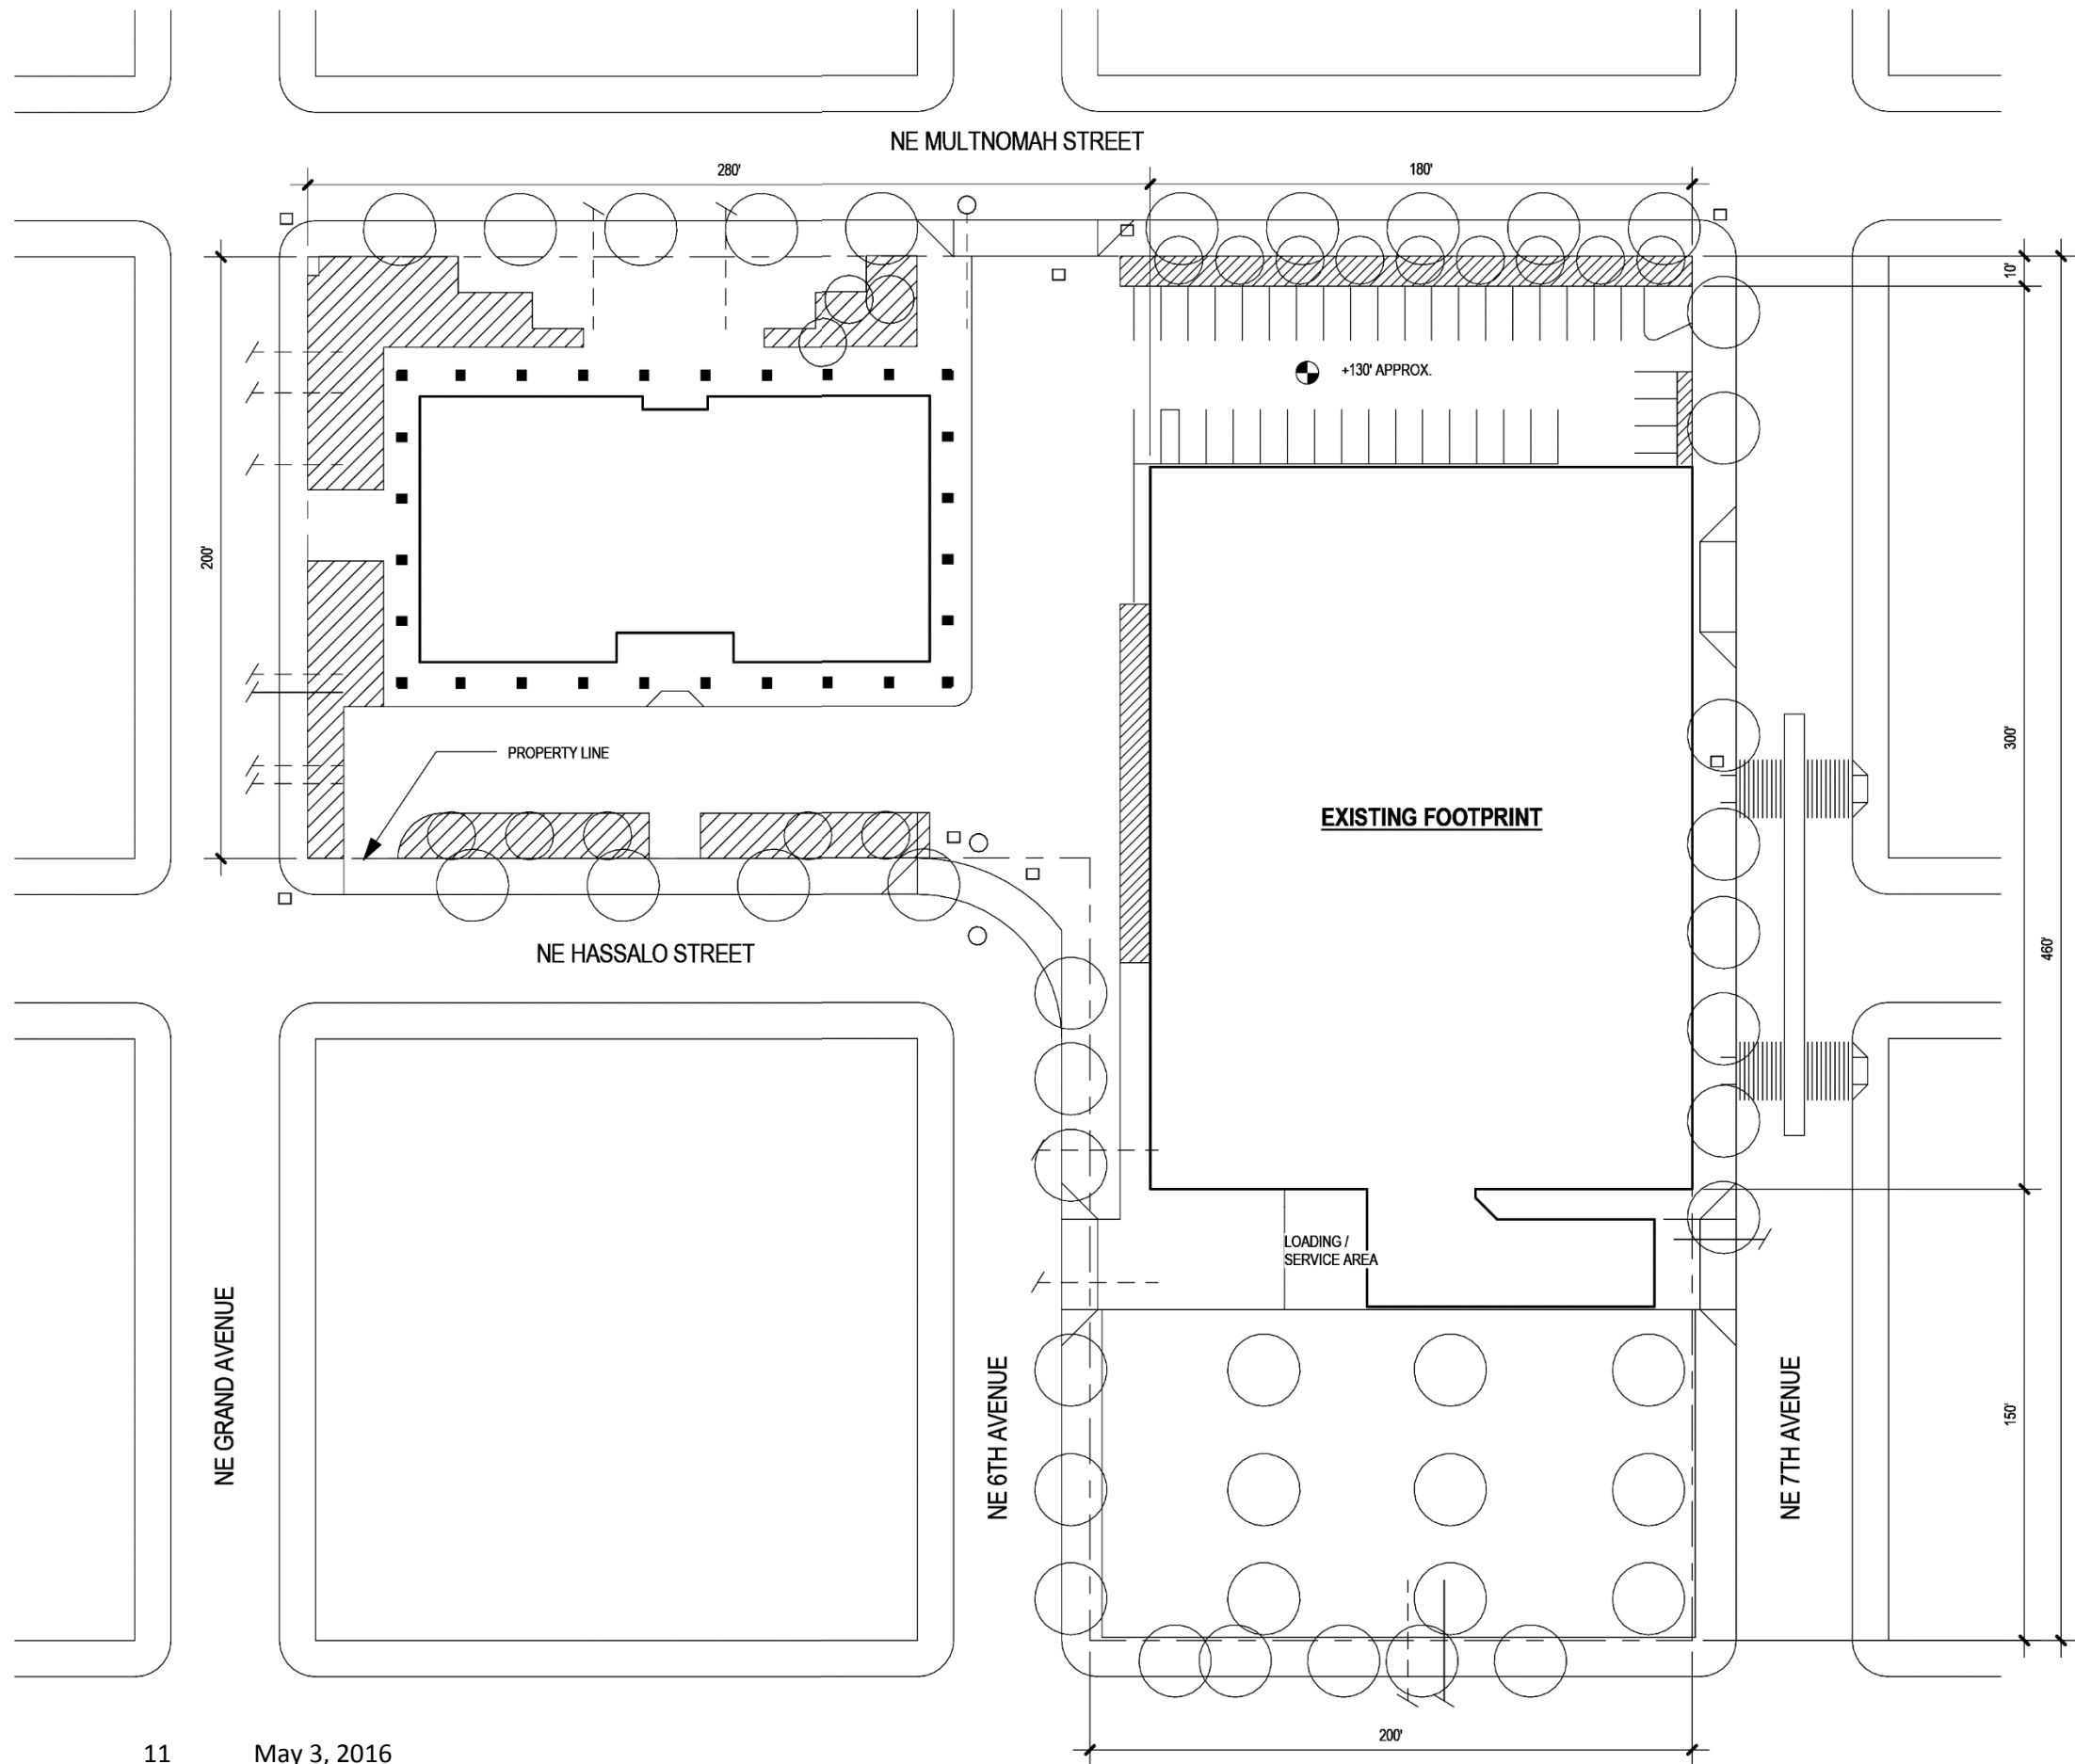 NE MULTNOMAH STREET
280'
180'
10'
+130' APPROX.
200'
300'
PROPERTY LINE
EXISTING FOOTPRINT
NE HASSALO STREET
460'
LOADING /
SERVICE AREA
NE GRAND AVENUE
NE 6TH AVENUE
NE 7TH AVENUE
150'
200'
11 May 3, 2016